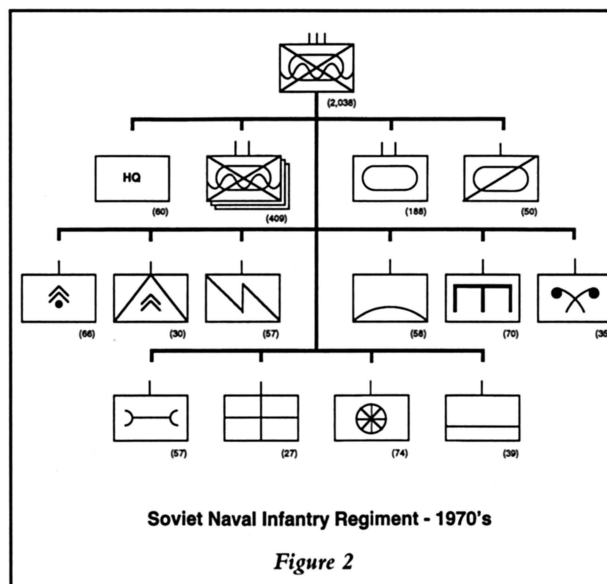 (2,038)
HQ
(60) (409) (188) (50)
(66) (30) (57) (58) (70) (35
(57) (27) (74) (39)
Soviet Naval Infantry Regiment - 1970's
Figure 2